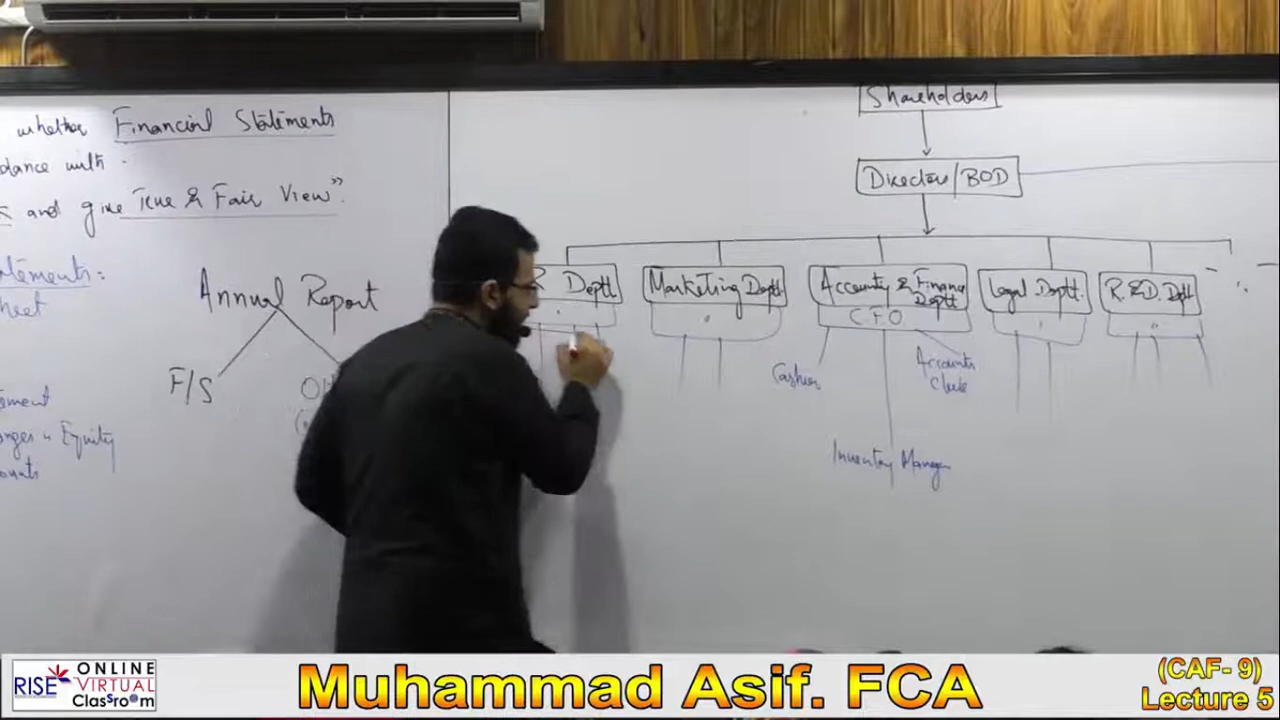 whether Financial Statements
dance with
and give True & Fair View".
atements:
heet
ement
nges in Equity
ounts
Annual Report
F/S
Shareholders
Directors/BOD
R Deptt
Marketing Deptt
Accounts & Finance
Deptt
C F O
Legal Deptt.
R.&D. Deptt
Cashier
Accounts
Clerk
Inventory Manager
RISE ONLINE
VIRTUAL
Classroom
Muhammad Asif. FCA
(CAF- 9)
Lecture 5